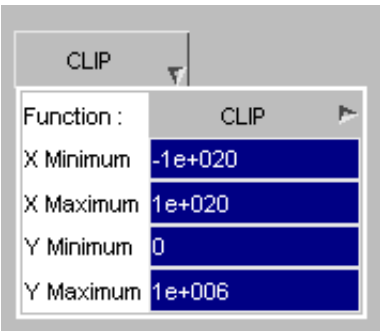 CLIP
Function : CLIP
X Minimum -1e+020
X Maximum 1e+020
Y Minimum 0
Y Maximum 1e+006